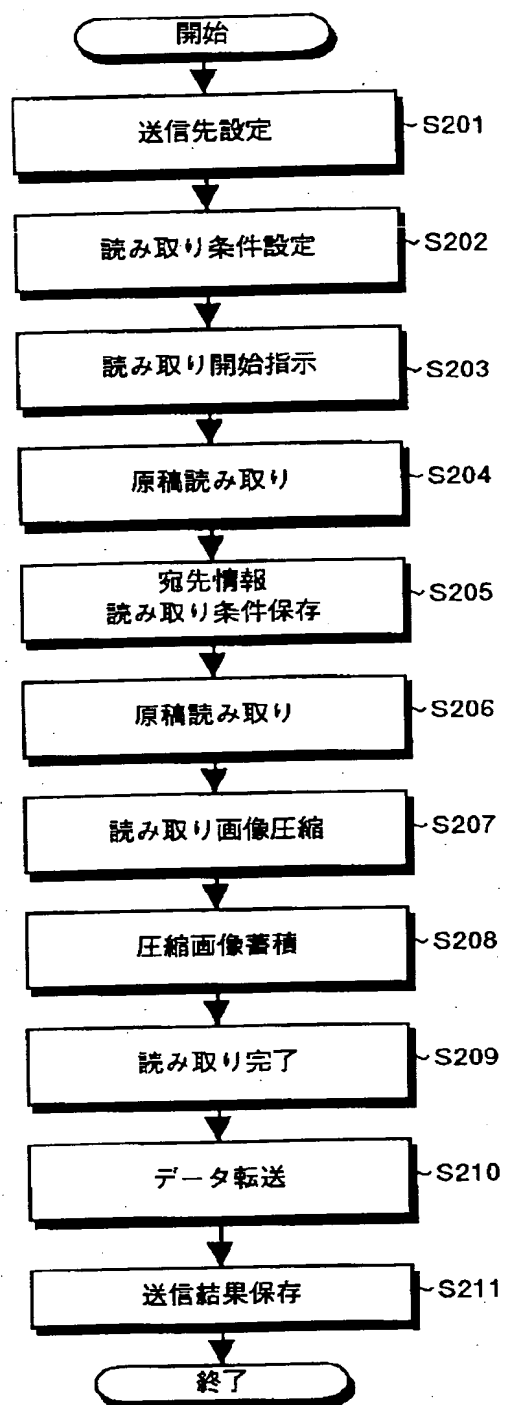 開始
送信先設定
S201
読み取り条件設定
S202
読み取り開始指示
S203
原稿読み取り
S204
宛先情報
読み取り条件保存
S205
原稿読み取り
S206
読み取り画像圧縮
S207
圧縮画像蓄積
S208
読み取り完了
S209
データ転送
S210
送信結果保存
S211
終了